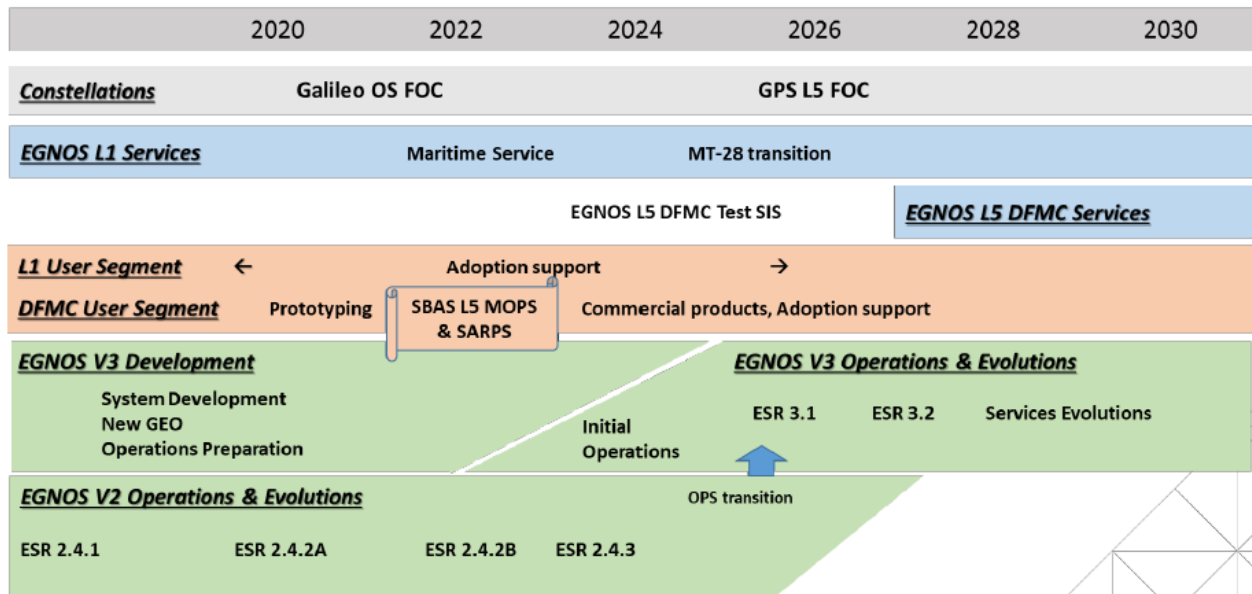 2020 2022 2024 2026 2028 2030
Constellations Galileo OS FOC GPS L5 FOC
EGNOS L1 Services Maritime Service MT-28 transition
EGNOS L5 DFMC Test SIS EGNOS L5 DFMC Services
L1 User Segment ← Adoption support →
DFMC User Segment Prototyping SBAS L5 MOPS Commercial products, Adoption support
& SARPS
EGNOS V3 Development EGNOS V3 Operations & Evolutions
System Development
New GEO
Operations Preparation
ESR 3.1 ESR 3.2 Services Evolutions
Initial
Operations
EGNOS V2 Operations & Evolutions OPS transition
ESR 2.4.1 ESR 2.4.2A ESR 2.4.2B ESR 2.4.3